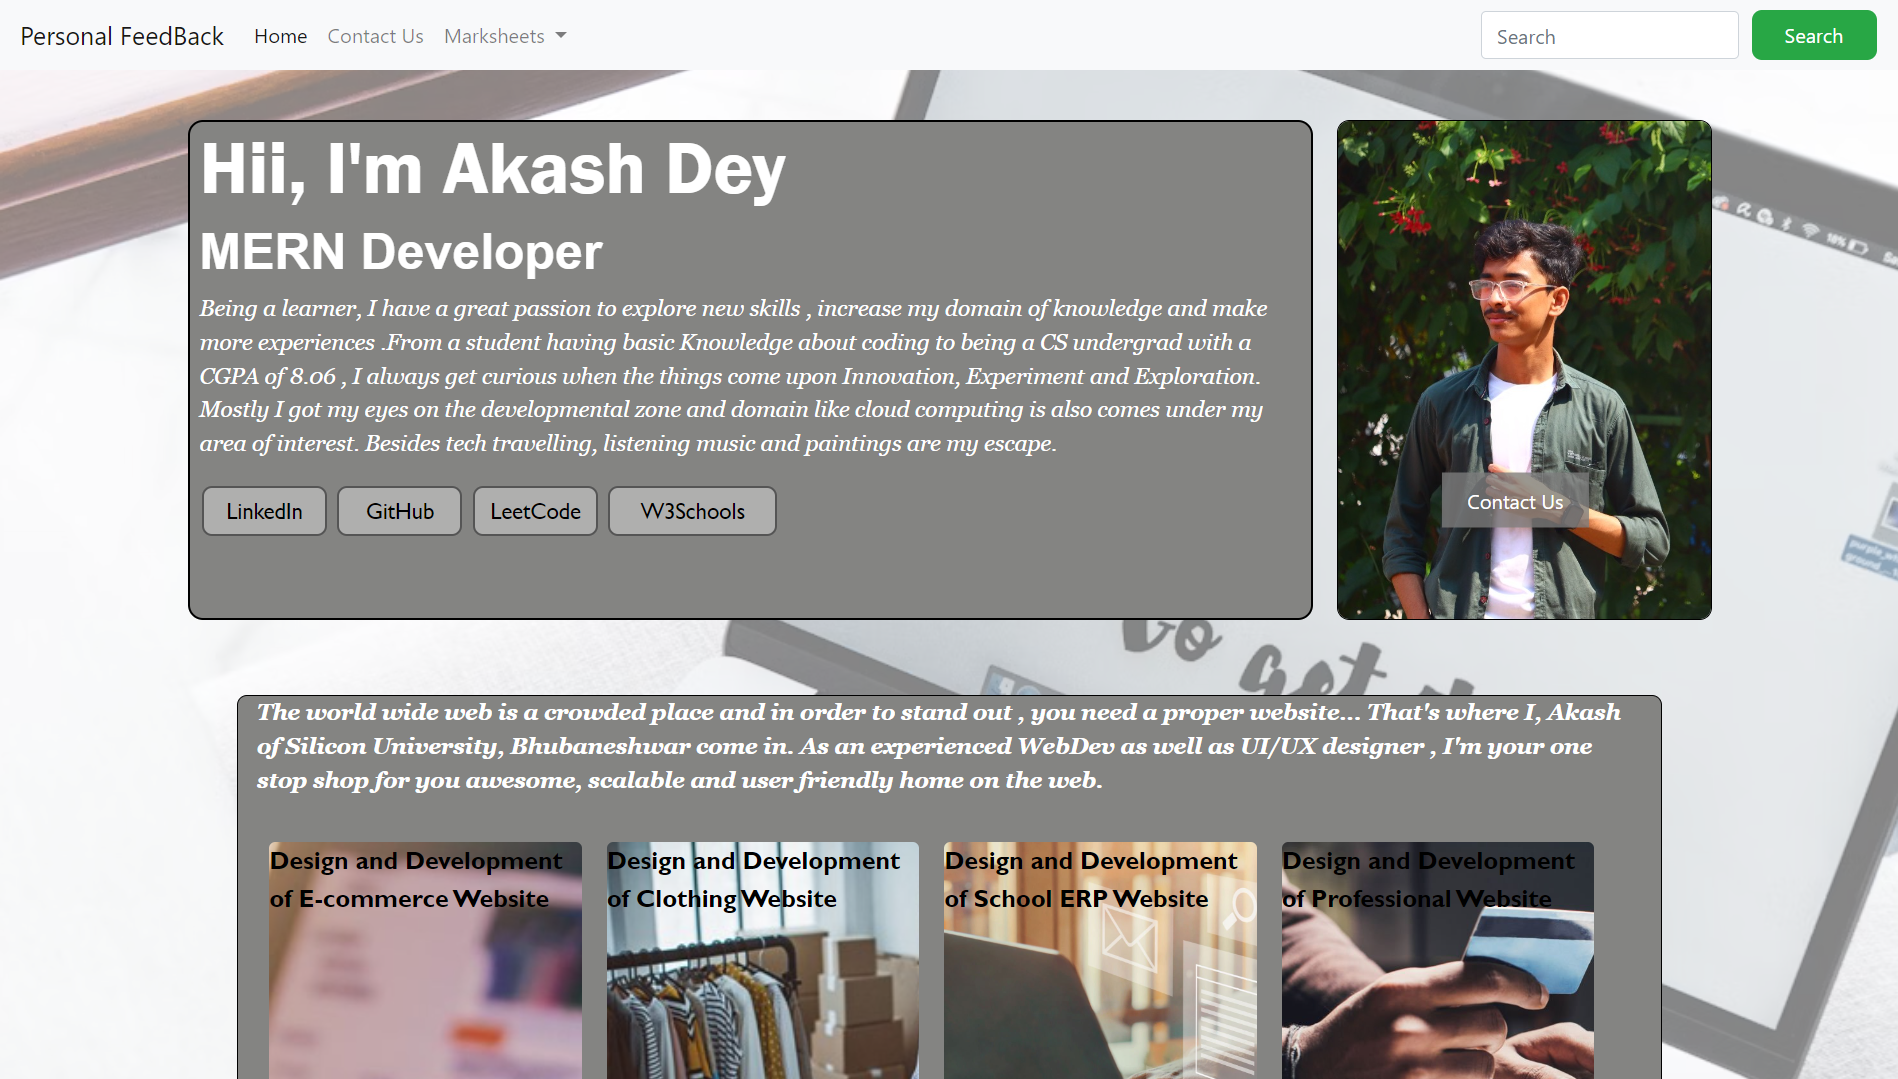 Personal FeedBack Home Contact Us Marksheets Search Search
Hii, I'm Akash Dey
MERN Developer
Being a learner, I have a great passion to explore new skills , increase my domain of knowledge and make
more experiences .From a student having basic Knowledge about coding to being a CS undergrad with a
CGPA of 8.06 , I always get curious when the things come upon Innovation, Experiment and Exploration.
Mostly I got my eyes on the developmental zone and domain like cloud computing is also comes under my
area of interest. Besides tech travelling, listening music and paintings are my escape.
LinkedIn GitHub LeetCode W3Schools
Contact Us
18%
The world wide web is a crowded place and in order to stand out , you need a proper website... That's where I, Akash
of Silicon University, Bhubaneshwar come in. As an experienced WebDev as well as UI/UX designer , I'm your one
stop shop for you awesome, scalable and user friendly home on the web.
Design and Development
of E-commerce Website
Design and Development
of Clothing Website
Design and Development
of School ERP Website
Design and Development
of Professional Website